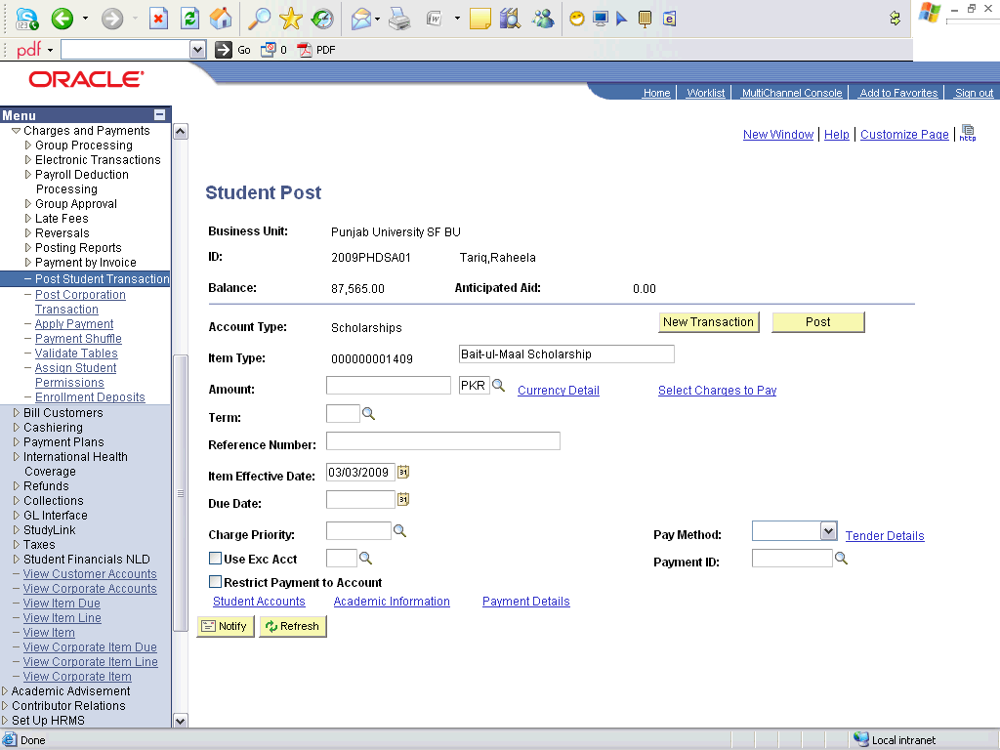 pdf
Go
0
PDF
ORACLE
Home
Worklist
MultiChannel Console
Add to Favorites
Sign out
New Window
Help
Customize Page
http
Menu
Charges and Payments
Group Processing
Electronic Transactions
Payroll Deduction
Processing
Group Approval
Late Fees
Reversals
Posting Reports
Payment by Invoice
Post Student Transaction
Post Corporation
Transaction
Apply Payment
Payment Shuffle
Validate Tables
Assign Student
Permissions
Enrollment Deposits
Bill Customers
Cashiering
Payment Plans
International Health
Coverage
Refunds
Collections
GL Interface
StudyLink
Taxes
Student Financials NLD
View Customer Accounts
View Corporate Accounts
View Item Due
View Item Line
View Item
View Corporate Item Due
View Corporate Item Line
View Corporate Item
Academic Advisement
Contributor Relations
Set Up HRMS
Student Post
Business Unit: Punjab University SF BU
ID: 2009PHDSA01 Tariq,Raheela
Balance: 87,565.00 Anticipated Aid: 0.00
Account Type: Scholarships New Transaction Post
Item Type: 000000001409 Bait-ul-Maal Scholarship
Amount: PKR Currency Detail Select Charges to Pay
Term:
Reference Number:
Item Effective Date: 03/03/2009 31
Due Date: 31
Charge Priority: Pay Method: Tender Details
Use Exc Acct Payment ID:
Restrict Payment to Account
Student Accounts Academic Information Payment Details
Notify Refresh
Done Local intranet